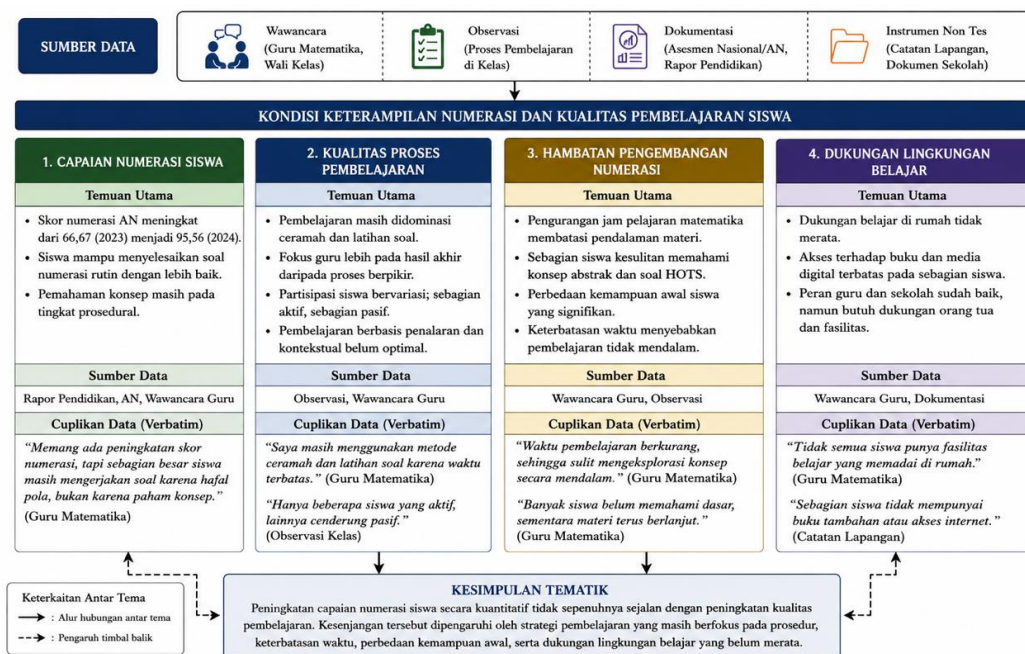 SUMBER DATA
Wawancara
(Guru Matematika,
Wali Kelas)
Observasi
(Proses Pembelajaran
di Kelas)
Dokumentasi
(Asesmen Nasional/AN,
Rapor Pendidikan)
Instrumen Non Tes
(Catatan Lapangan,
Dokumen Sekolah)
KONDISI KETERAMPILAN NUMERASI DAN KUALITAS PEMBELAJARAN SISWA
1. CAPAIAN NUMERASI SISWA
Temuan Utama
• Skor numerasi AN meningkat
dari 66,67 (2023) menjadi 95,56 (2024).
• Siswa mampu menyelesaikan soal
numerasi rutin dengan lebih baik.
• Pemahaman konsep masih pada
tingkat prosedural.
Sumber Data
Rapor Pendidikan, AN, Wawancara Guru
Cuplikan Data (Verbatim)
“Memang ada peningkatan skor
numerasi, tapi sebagian besar siswa
masih mengerjakan soal karena hafal
pola, bukan karena paham konsep.”
(Guru Matematika)
2. KUALITAS PROSES
PEMBELAJARAN
Temuan Utama
• Pembelajaran masih didominasi
ceramah dan latihan soal.
• Fokus guru lebih pada hasil akhir
daripada proses berpikir.
• Partisipasi siswa bervariasi; sebagian
aktif, sebagian pasif.
• Pembelajaran berbasis penalaran dan
kontekstual belum optimal.
Sumber Data
Observasi, Wawancara Guru
Cuplikan Data (Verbatim)
“Saya masih menggunakan metode
ceramah dan latihan soal karena waktu
terbatas.” (Guru Matematika)
“Hanya beberapa siswa yang aktif,
lainnya cenderung pasif.”
(Observasi Kelas)
3. HAMBATAN PENGEMBANGAN
NUMERASI
Temuan Utama
• Pengurangan jam pelajaran matematika
membatasi pendalaman materi.
• Sebagian siswa kesulitan memahami
konsep abstrak dan soal HOTS.
• Perbedaan kemampuan awal siswa
yang signifikan.
• Keterbatasan waktu menyebabkan
pembelajaran tidak mendalam.
Sumber Data
Wawancara Guru, Observasi
Cuplikan Data (Verbatim)
“Waktu pembelajaran berkurang,
sehingga sulit mengeksplorasi konsep
secara mendalam.” (Guru Matematika)
“Banyak siswa belum memahami dasar,
sementara materi terus berlanjut.”
(Guru Matematika)
4. DUKUNGAN LINGKUNGAN
BELAJAR
Temuan Utama
• Dukungan belajar di rumah tidak
merata.
• Akses terhadap buku dan media
digital terbatas pada sebagian siswa.
• Peran guru dan sekolah sudah baik,
namun butuh dukungan orang tua
dan fasilitas.
Sumber Data
Wawancara Guru, Dokumentasi
Cuplikan Data (Verbatim)
“Tidak semua siswa punya fasilitas
belajar yang memadai di rumah.”
(Guru Matematika)
“Sebagian siswa tidak mempunyai
buku tambahan atau akses internet.”
(Catatan Lapangan)
Keterkaitan Antar Tema
: Alur hubungan antar tema
: Pengaruh timbal balik
KESIMPULAN TEMATIK
Peningkatan capaian numerasi siswa secara kuantitatif tidak sepenuhnya sejalan dengan peningkatan kualitas
pembelajaran. Kesenjangan tersebut dipengaruhi oleh strategi pembelajaran yang masih berfokus pada prosedur,
keterbatasan waktu, perbedaan kemampuan awal, serta dukungan lingkungan belajar yang belum merata.